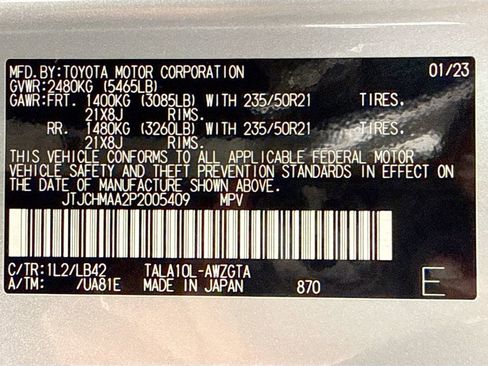 MFD.BY:TOYOTA MOTOR CORPORATION 01/23
GVWR:2480KG (5465LB)
GAWR:FRT. 1400KG (3085LB) WITH 235/50R21 TIRES.
21X8J RIMS.
RR. 1480KG (3260LB) WITH 235/50R21 TIRES.
21X8J RIMS.
THIS VEHICLE CONFORMS TO ALL APPLICABLE FEDERAL MOTOR
VEHICLE SAFETY AND THEFT PREVENTION STANDARDS IN EFFECT ON
THE DATE OF MANUFACTURE SHOWN ABOVE.
JTJCHMAA2P2005409 MPV
C/TR:1L2/LB42 TALA10L-AWZGTA
A/TM: /UA81E MADE IN JAPAN 870 E